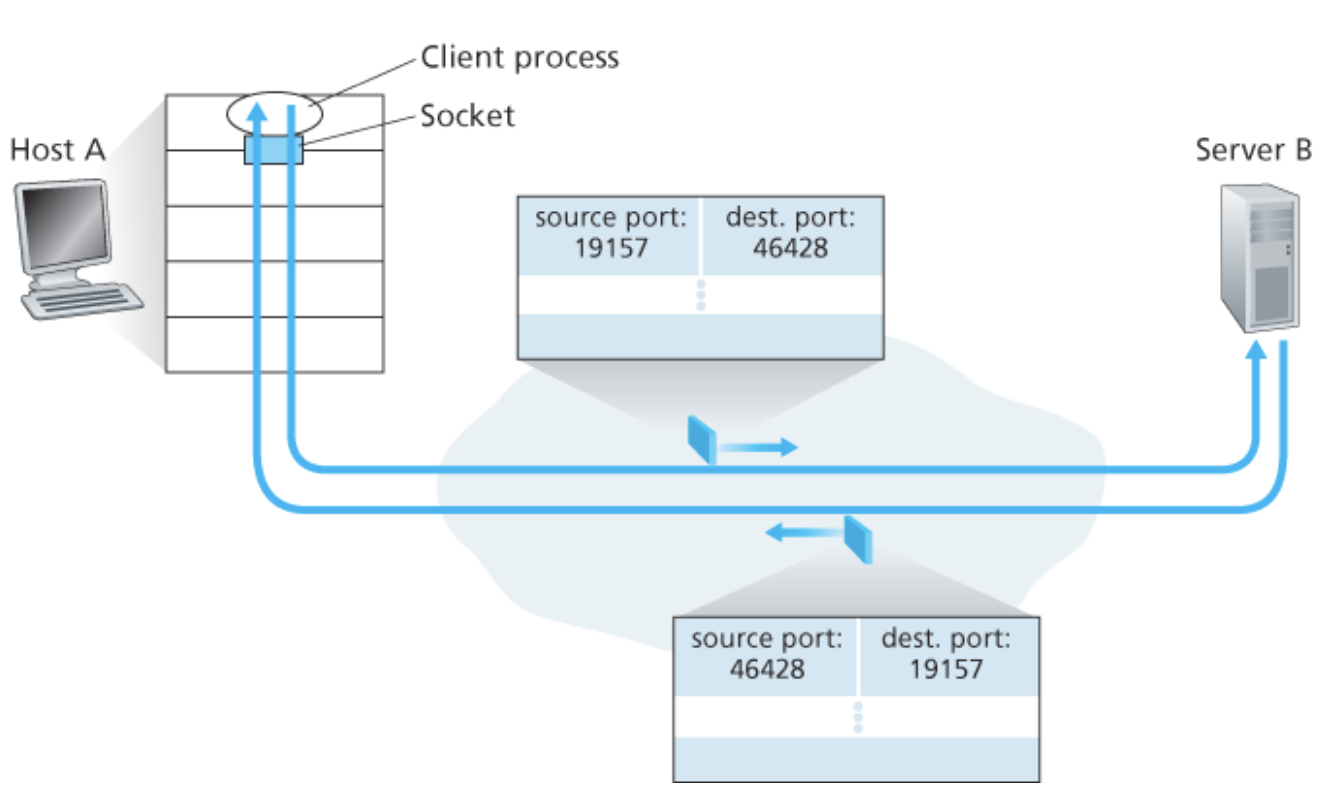 Client process
Socket
Host A
Server B
source port:
19157
dest. port:
46428
source port:
46428
dest. port:
19157